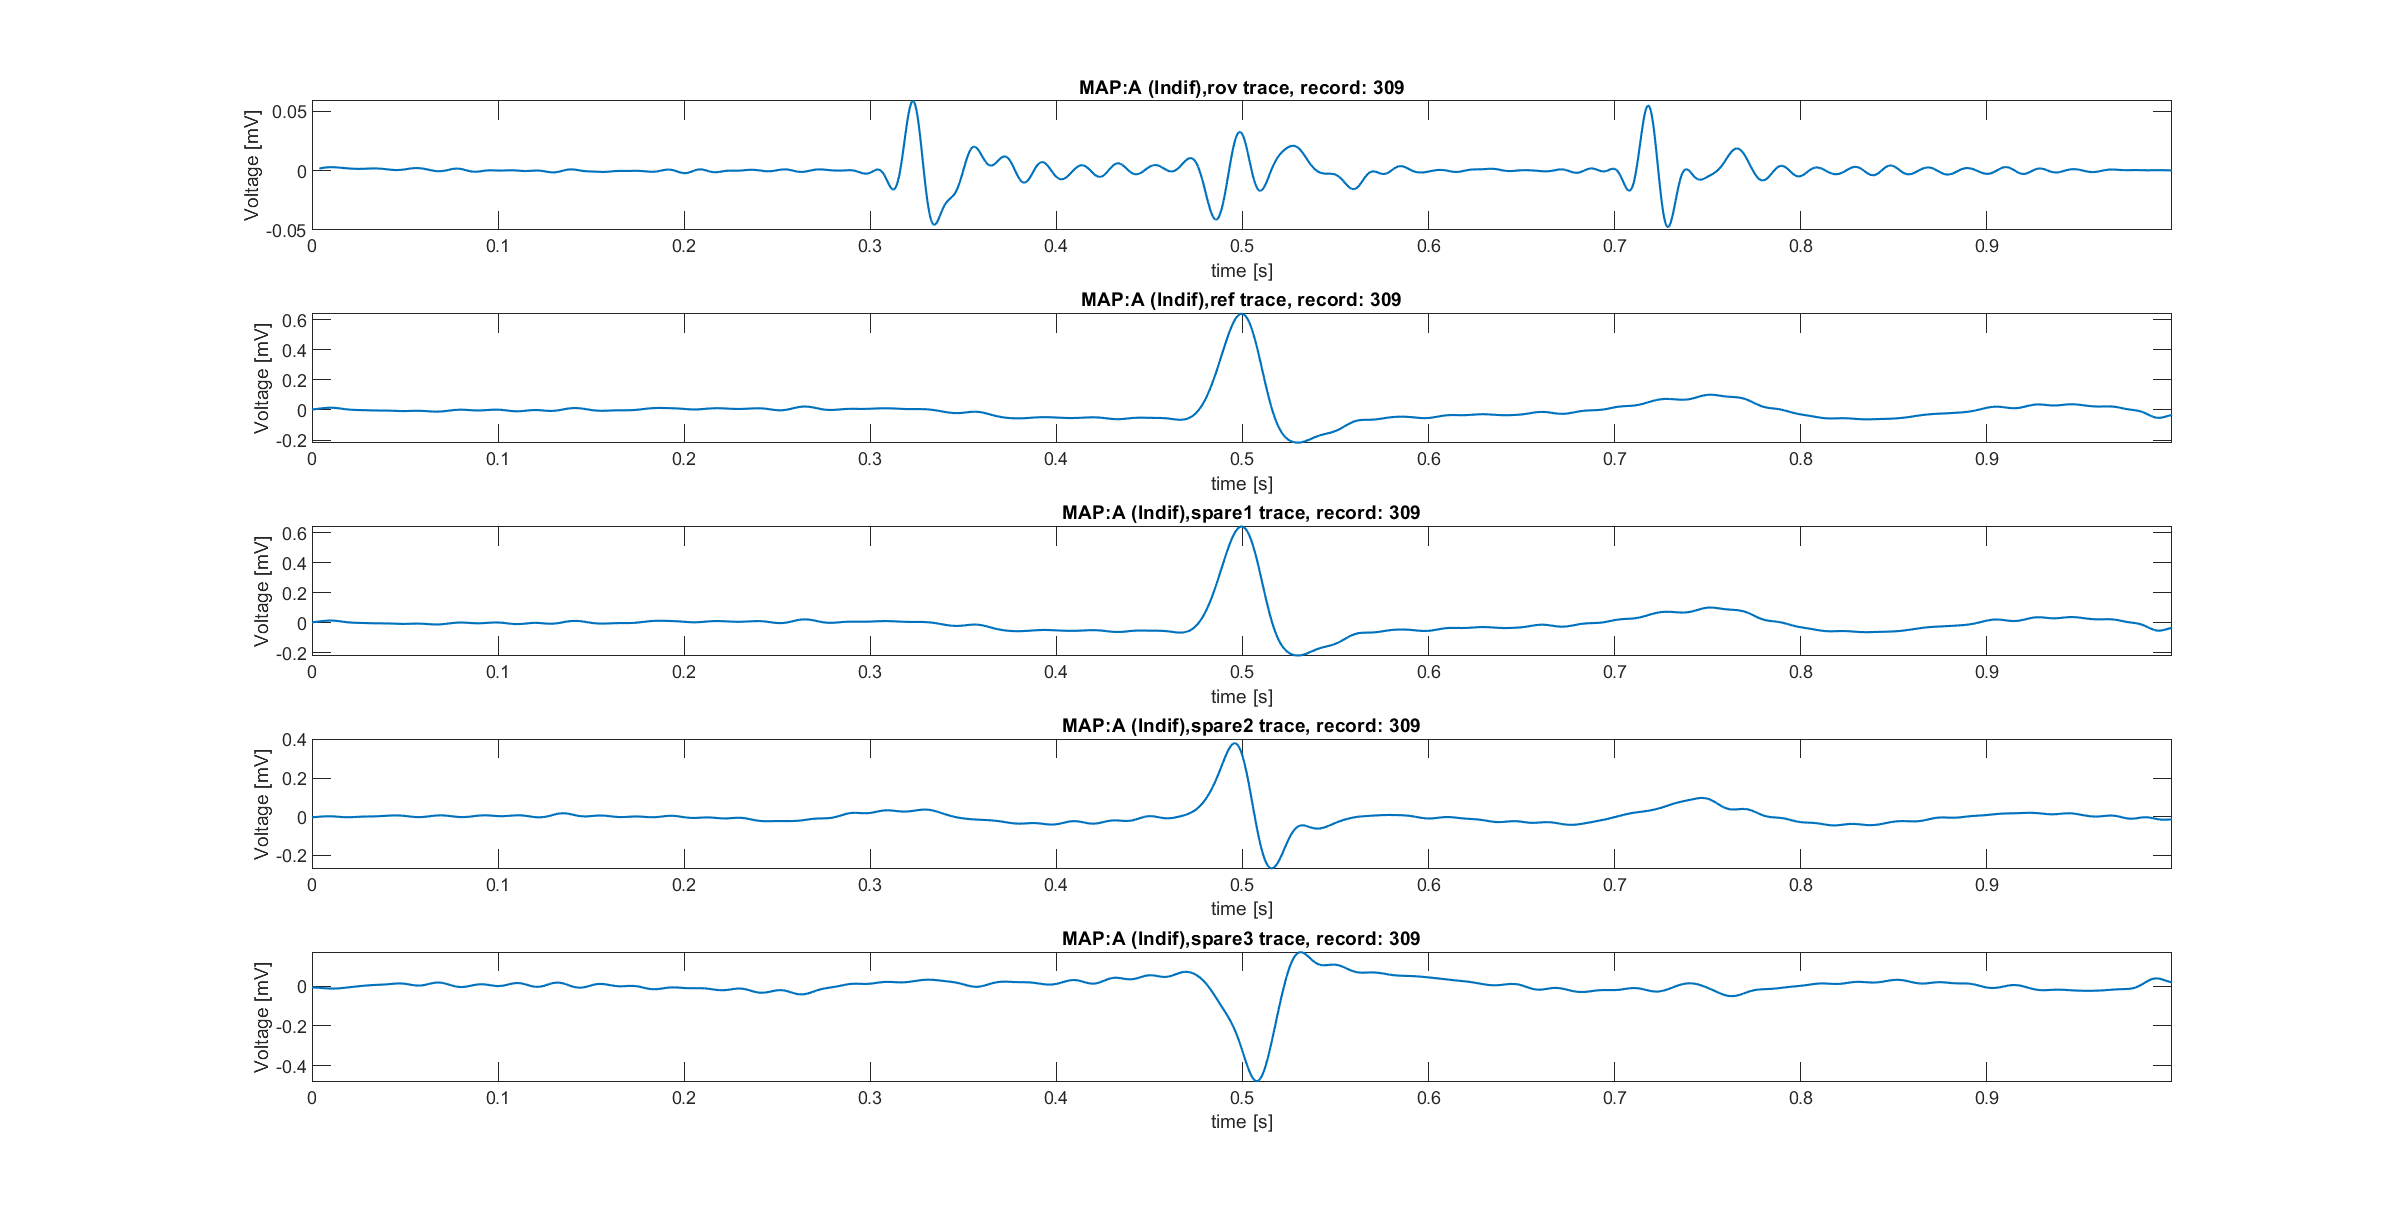 MAP:A (Indif),rov trace, record: 309
Voltage [mV]
0.05
0
-0.05
0 0.1 0.2 0.3 0.4 0.5 0.6 0.7 0.8 0.9
time [s]
MAP:A (Indif),ref trace, record: 309
Voltage [mV]
0.6
0.4
0.2
0
-0.2
0 0.1 0.2 0.3 0.4 0.5 0.6 0.7 0.8 0.9
time [s]
MAP:A (Indif),spare1 trace, record: 309
Voltage [mV]
0.6
0.4
0.2
0
-0.2
0 0.1 0.2 0.3 0.4 0.5 0.6 0.7 0.8 0.9
time [s]
MAP:A (Indif),spare2 trace, record: 309
Voltage [mV]
0.4
0.2
0
-0.2
0 0.1 0.2 0.3 0.4 0.5 0.6 0.7 0.8 0.9
time [s]
MAP:A (Indif),spare3 trace, record: 309
Voltage [mV]
0
-0.2
-0.4
0 0.1 0.2 0.3 0.4 0.5 0.6 0.7 0.8 0.9
time [s]